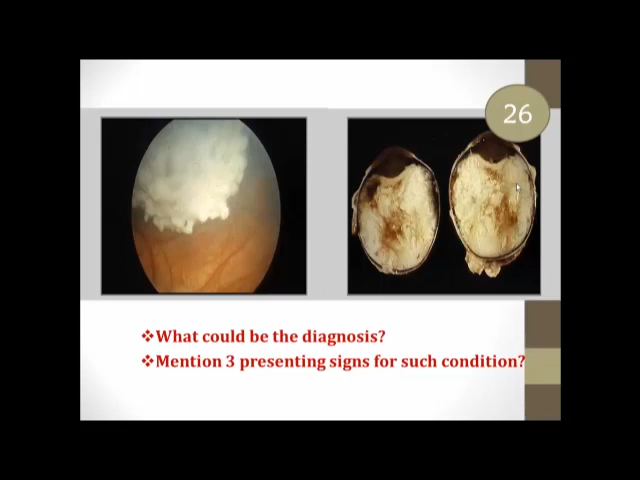 26
❖What could be the diagnosis?
❖Mention 3 presenting signs for such condition?